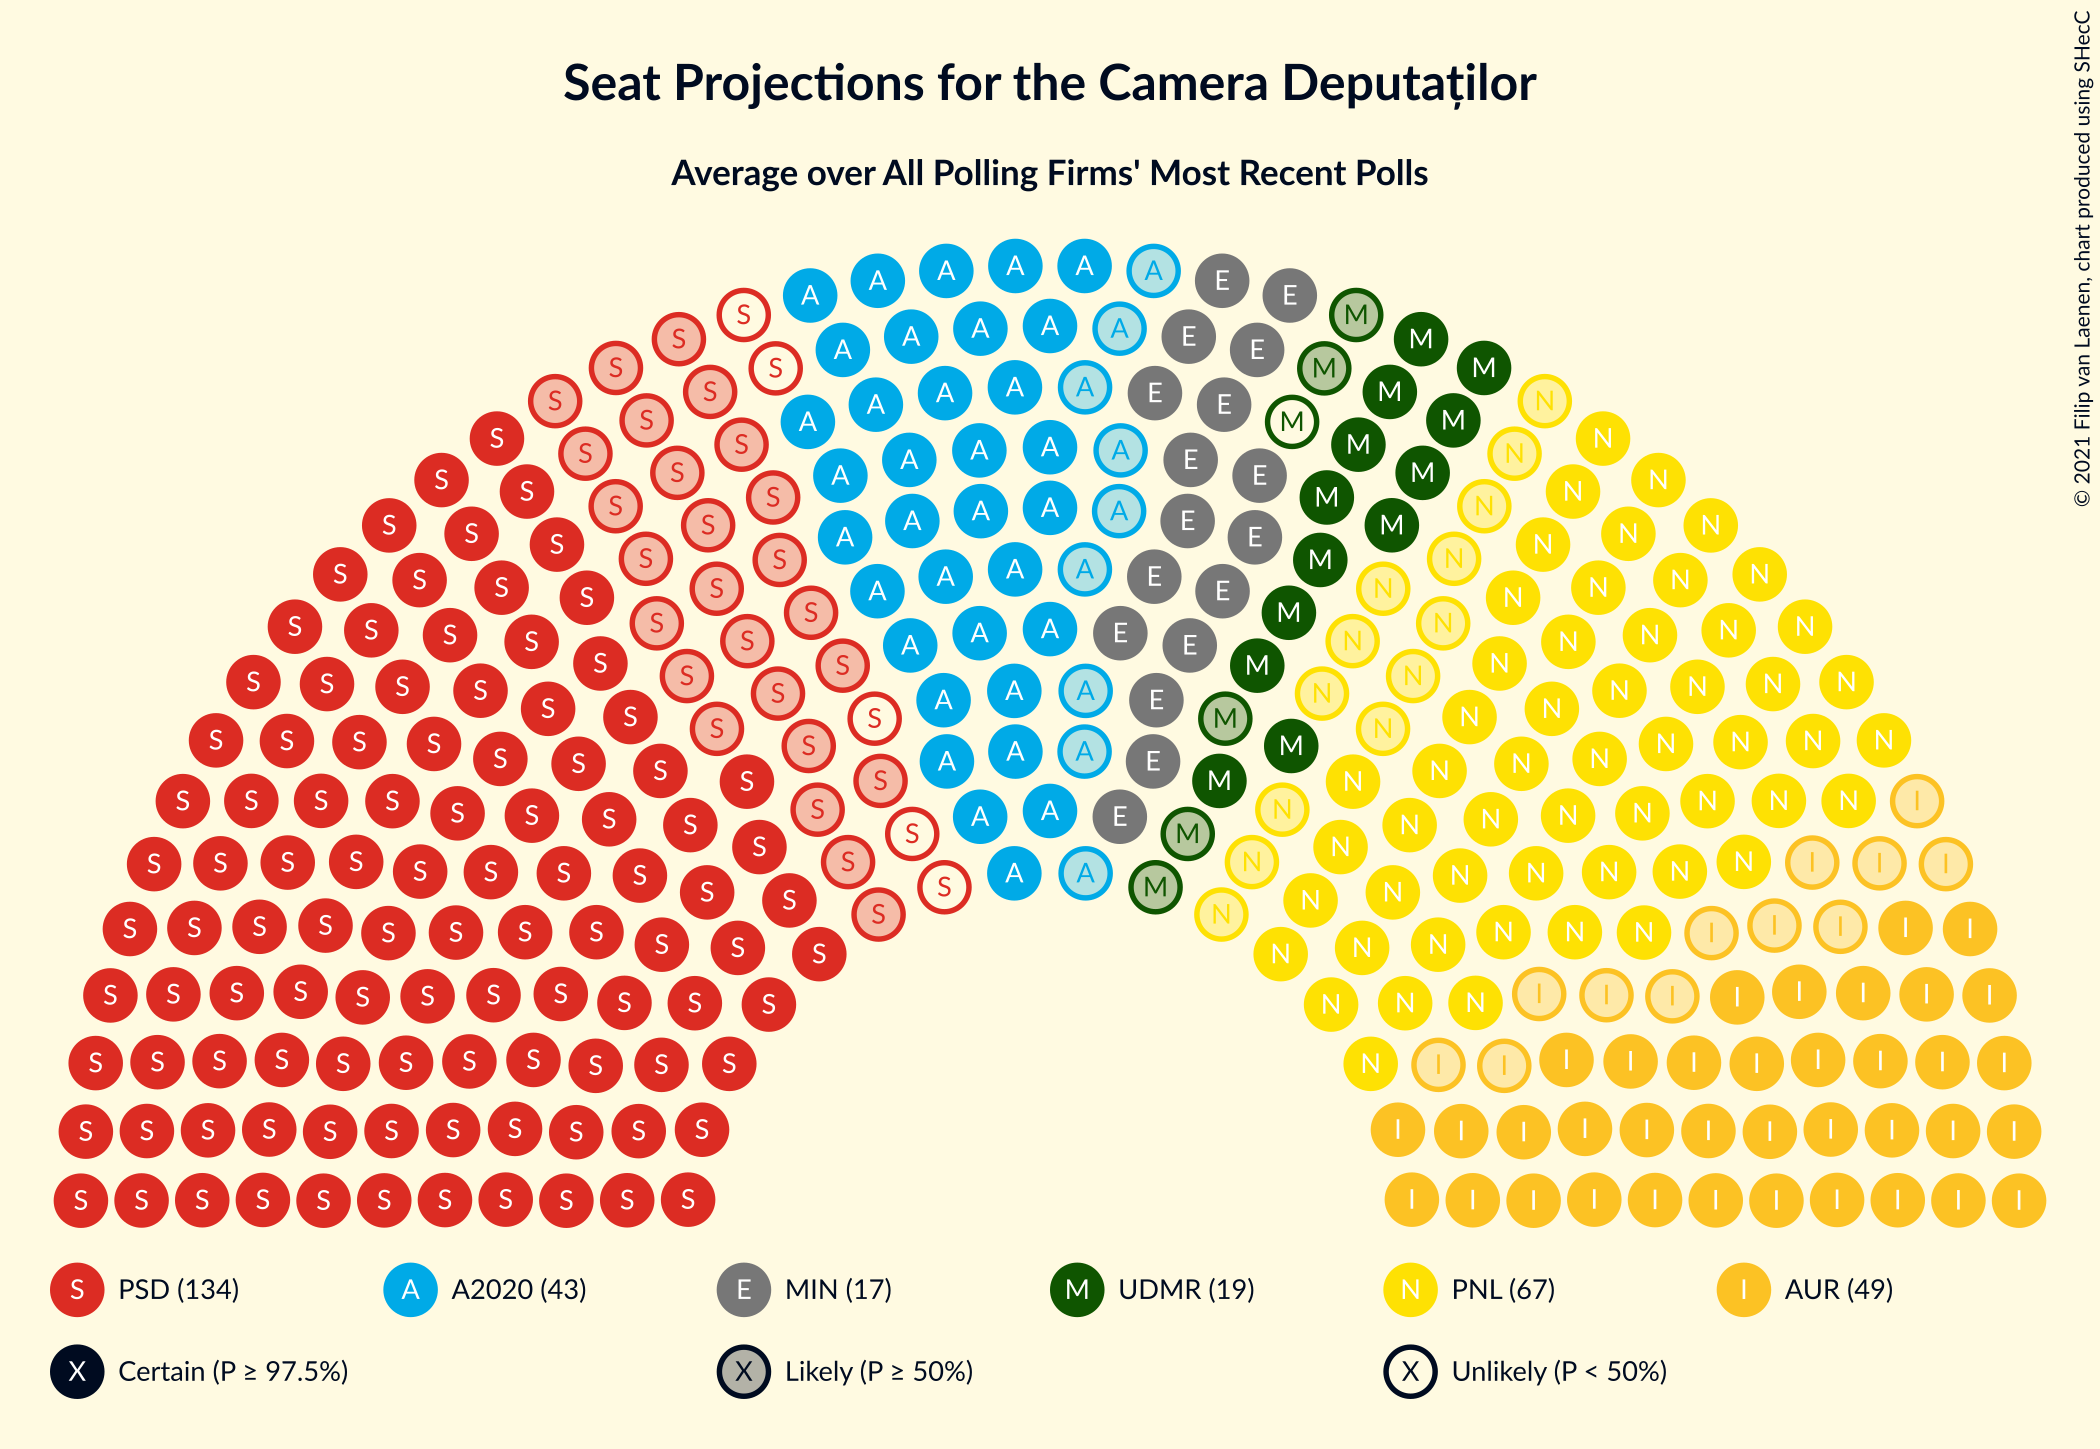 Seat Projections for the Camera Deputaților
Average over All Polling Firms' Most Recent Polls
© 2021 Filip van Laenen, chart produced using SHecC
S PSD (134) A A2020 (43) E MIN (17) M UDMR (19) N PNL (67) I AUR (49)
X Certain (P ≥ 97.5%) X Likely (P ≥ 50%) X Unlikely (P < 50%)